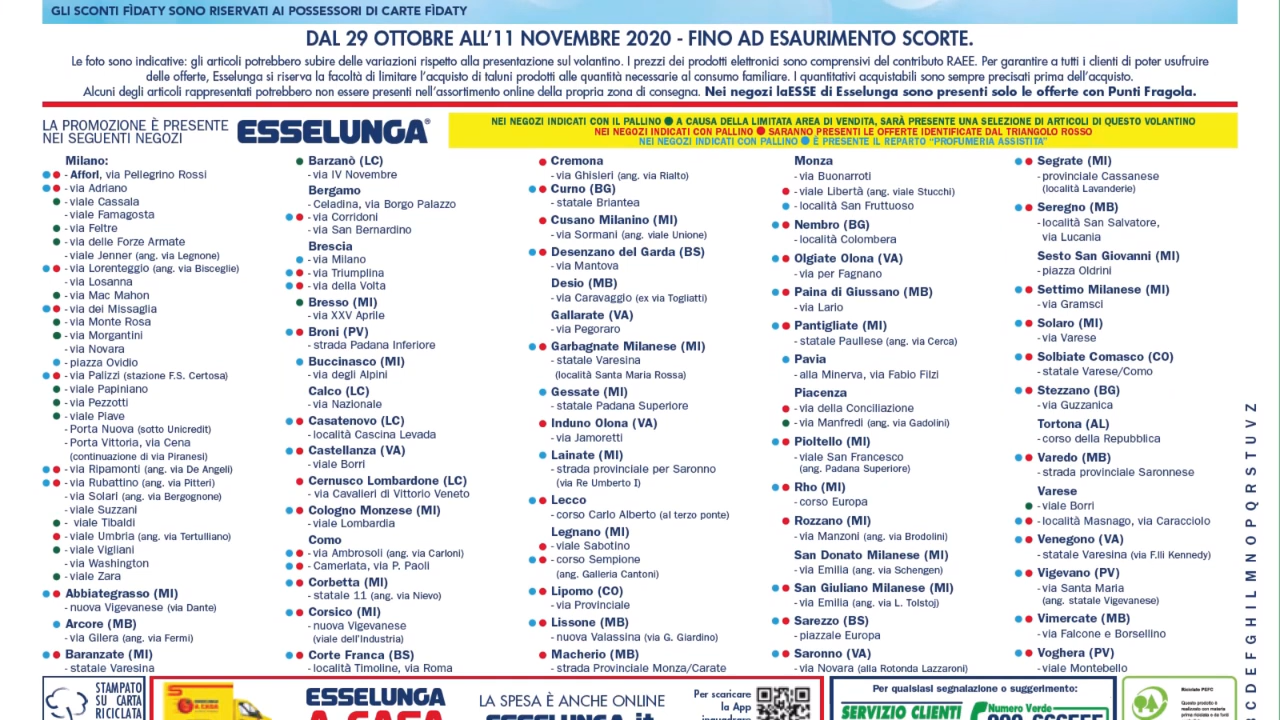 GLI SCONTI FÌDATY SONO RISERVATI AI POSSESSORI DI CARTE FÌDATY
DAL 29 OTTOBRE ALL'11 NOVEMBRE 2020 - FINO AD ESAURIMENTO SCORTE.
Le foto sono indicative: gli articoli potrebbero subire delle variazioni rispetto alla presentazione sul volantino. I prezzi dei prodotti elettronici sono comprensivi del contributo RAEE. Per garantire a tutti i clienti di poter usufruire
delle offerte, Esselunga si riserva la facoltà di limitare l'acquisto di taluni prodotti alle quantità necessarie al consumo familiare. I quantitativi acquistabili sono sempre precisati prima dell'acquisto.
Alcuni degli articoli rappresentati potrebbero non essere presenti nell'assortimento online della propria zona di consegna. Nei negozi laESSE di Esselunga sono presenti solo le offerte con Punti Fragola.
LA PROMOZIONE È PRESENTE
NEI SEGUENTI NEGOZI
ESSELUNGA®
NEI NEGOZI INDICATI CON IL PALLINO ● A CAUSA DELLA LIMITATA AREA DI VENDITA, SARÀ PRESENTE UNA SELEZIONE DI ARTICOLI DI QUESTO VOLANTINO
NEI NEGOZI INDICATI CON PALLINO ● SARANNO PRESENTI LE OFFERTE IDENTIFICATE DAL TRIANGOLO ROSSO
NEI NEGOZI INDICATI CON PALLINO ● È PRESENTE IL REPARTO "PROFUMERIA ASSISTITA"
Milano:
- Affori, via Pellegrino Rossi
- via Adriano
- viale Cassala
- viale Famagosta
- via Feltre
- via delle Forze Armate
- viale Jenner (ang. via Legnone)
- via Lorenteggio (ang. via Bisceglie)
- via Losanna
- via Mac Mahon
- via dei Missaglia
- via Monte Rosa
- via Morgantini
- via Novara
- piazza Ovidio
- via Palizzi (stazione F.S. Certosa)
- viale Papiniano
- via Pezzotti
- viale Piave
- Porta Nuova (sotto Unicredit)
- Porta Vittoria, via Cena
(continuazione di via Piranesi)
- via Ripamonti (ang. via De Angeli)
- via Rubattino (ang. via Pitteri)
- via Solari (ang. via Bergognone)
- viale Suzzani
- viale Tibaldi
- viale Umbria (ang. via Tertulliano)
- viale Vigliani
- via Washington
- viale Zara
Abbiategrasso (MI)
- nuova Vigevanese (via Dante)
Arcore (MB)
- via Gilera (ang. via Fermi)
Baranzate (MI)
- statale Varesina
Barzanò (LC)
- via IV Novembre
Bergamo
- Celadina, via Borgo Palazzo
- via Corridoni
- via San Bernardino
Brescia
- via Milano
- via Triumplina
- via della Volta
Bresso (MI)
- via XXV Aprile
Broni (PV)
- strada Padana Inferiore
Buccinasco (MI)
- via degli Alpini
Calco (LC)
- via Nazionale
Casatenovo (LC)
- località Cascina Levada
Castellanza (VA)
- viale Borri
Cernusco Lombardone (LC)
- via Cavalieri di Vittorio Veneto
Cologno Monzese (MI)
- viale Lombardia
Como
- via Ambrosoli (ang. via Carloni)
- Camerlata, via P. Paoli
Corbetta (MI)
- statale 11 (ang. via Nievo)
Corsico (MI)
- nuova Vigevanese
(viale dell'Industria)
Corte Franca (BS)
- località Timoline, via Roma
Cremona
- via Ghisleri (ang. via Rialto)
Curno (BG)
- statale Briantea
Cusano Milanino (MI)
- via Sormani (ang. viale Unione)
Desenzano del Garda (BS)
- via Mantova
Desio (MB)
- via Caravaggio (ex via Togliatti)
Gallarate (VA)
- via Pegoraro
Garbagnate Milanese (MI)
- statale Varesina
(località Santa Maria Rossa)
Gessate (MI)
- statale Padana Superiore
Induno Olona (VA)
- via Jamoretti
Lainate (MI)
- strada provinciale per Saronno
(via Re Umberto I)
Lecco
- corso Carlo Alberto (al terzo ponte)
Legnano (MI)
- viale Sabotino
- corso Sempione
(ang. Galleria Cantoni)
Lipomo (CO)
- via Provinciale
Lissone (MB)
- nuova Valassina (via G. Giardino)
Macherio (MB)
- strada Provinciale Monza/Carate
Monza
- via Buonarroti
- viale Libertà (ang. viale Stucchi)
- località San Fruttuoso
Nembro (BG)
- località Colombera
Olgiate Olona (VA)
- via per Fagnano
Paina di Giussano (MB)
- via Lario
Pantigliate (MI)
- statale Paullese (ang. via Cerca)
Pavia
- alla Minerva, via Fabio Filzi
Piacenza
- via della Conciliazione
- via Manfredi (ang. via Gadolini)
Pioltello (MI)
- viale San Francesco
(ang. Padana Superiore)
Rho (MI)
- corso Europa
Rozzano (MI)
- via Manzoni (ang. via Brodolini)
San Donato Milanese (MI)
- via Emilia (ang. via Schengen)
San Giuliano Milanese (MI)
- via Emilia (ang. via L. Tolstoj)
Sarezzo (BS)
- piazzale Europa
Saronno (VA)
- via Novara (alla Rotonda Lazzaroni)
Segrate (MI)
- provinciale Cassanese
(località Lavanderie)
Seregno (MB)
- località San Salvatore,
via Lucania
Sesto San Giovanni (MI)
- piazza Oldrini
Settimo Milanese (MI)
- via Gramsci
Solaro (MI)
- via Varese
Solbiate Comasco (CO)
- statale Varese/Como
Stezzano (BG)
- via Guzzanica
Tortona (AL)
- corso della Repubblica
Varedo (MB)
- strada provinciale Saronnese
Varese
- viale Borri
- località Masnago, via Caracciolo
Venegono (VA)
- statale Varesina (via F.lli Kennedy)
Vigevano (PV)
- via Santa Maria
(ang. statale Vigevanese)
Vimercate (MB)
- via Falcone e Borsellino
Voghera (PV)
- viale Montebello
C D E F G H I L M N O P Q R S T U V Z
STAMPATO
SU CARTA
RICICLATA
ESSELUNGA
A CASA
LA SPESA È ANCHE ONLINE
Per scaricare
la App
Per qualsiasi segnalazione o suggerimento:
SERVIZIO CLIENTI
Numero Verde